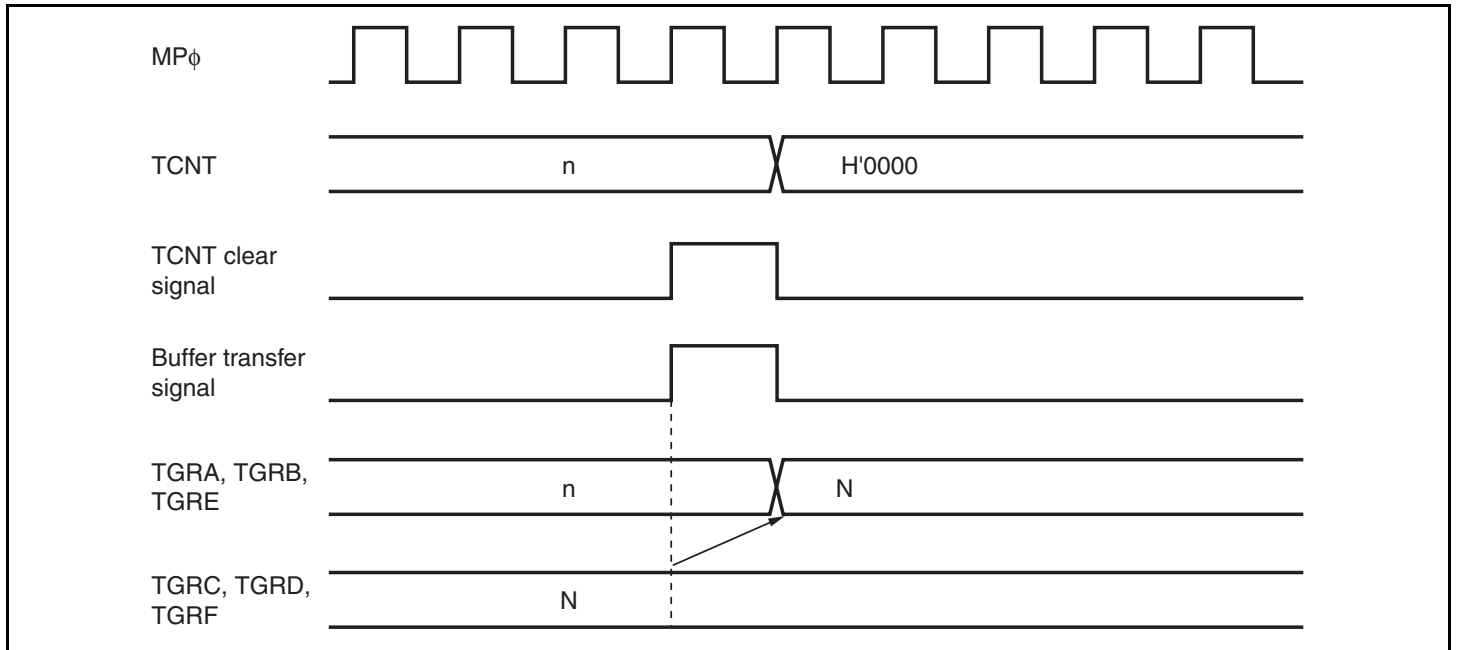 MPϕ
TCNT
n
H'0000
TCNT clear
signal
Buffer transfer
signal
TGRA, TGRB,
TGRE
n
N
TGRC, TGRD,
TGRF
N